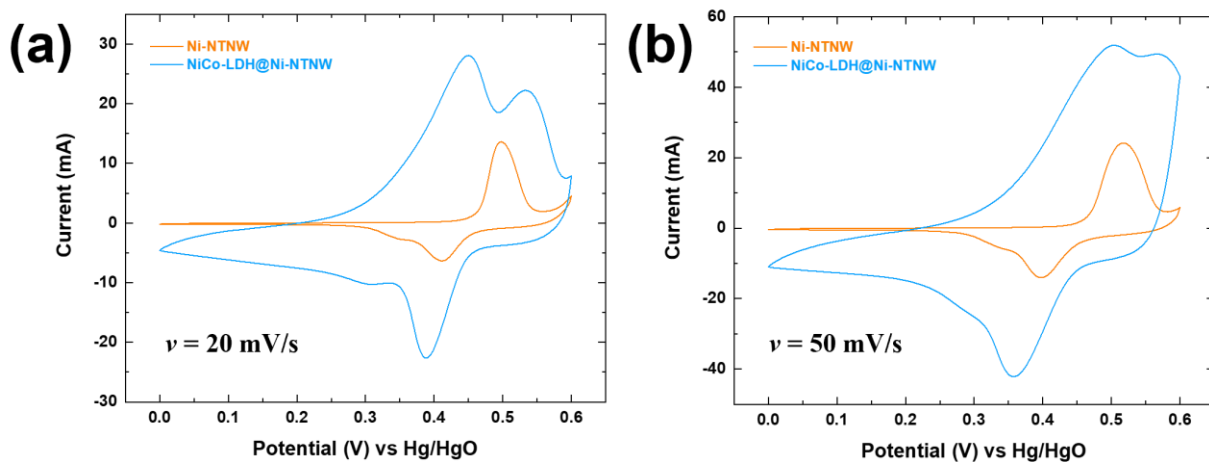 (a)
Ni-NTNW
NiCo-LDH@Ni-NTNW
30
20
10
0
-10
-20
-30
Current (mA)
v = 20 mV/s
0.0 0.1 0.2 0.3 0.4 0.5 0.6
Potential (V) vs Hg/HgO
(b)
Ni-NTNW
NiCo-LDH@Ni-NTNW
60
40
20
0
-20
-40
Current (mA)
v = 50 mV/s
0.0 0.1 0.2 0.3 0.4 0.5 0.6
Potential (V) vs Hg/HgO